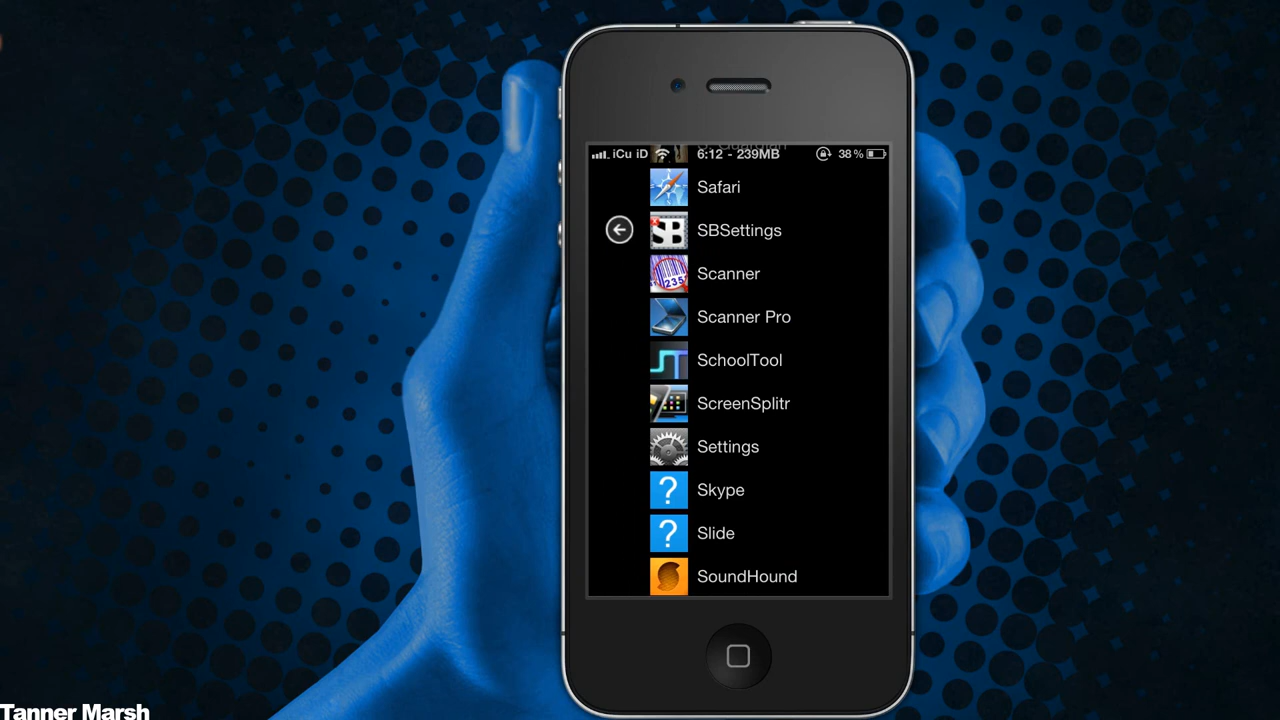 iCu iD 6:12 - 239MB 38 %
Safari
SBSettings
Scanner
Scanner Pro
SchoolTool
ScreenSplitr
Settings
Skype
Slide
SoundHound
Tanner Marsh